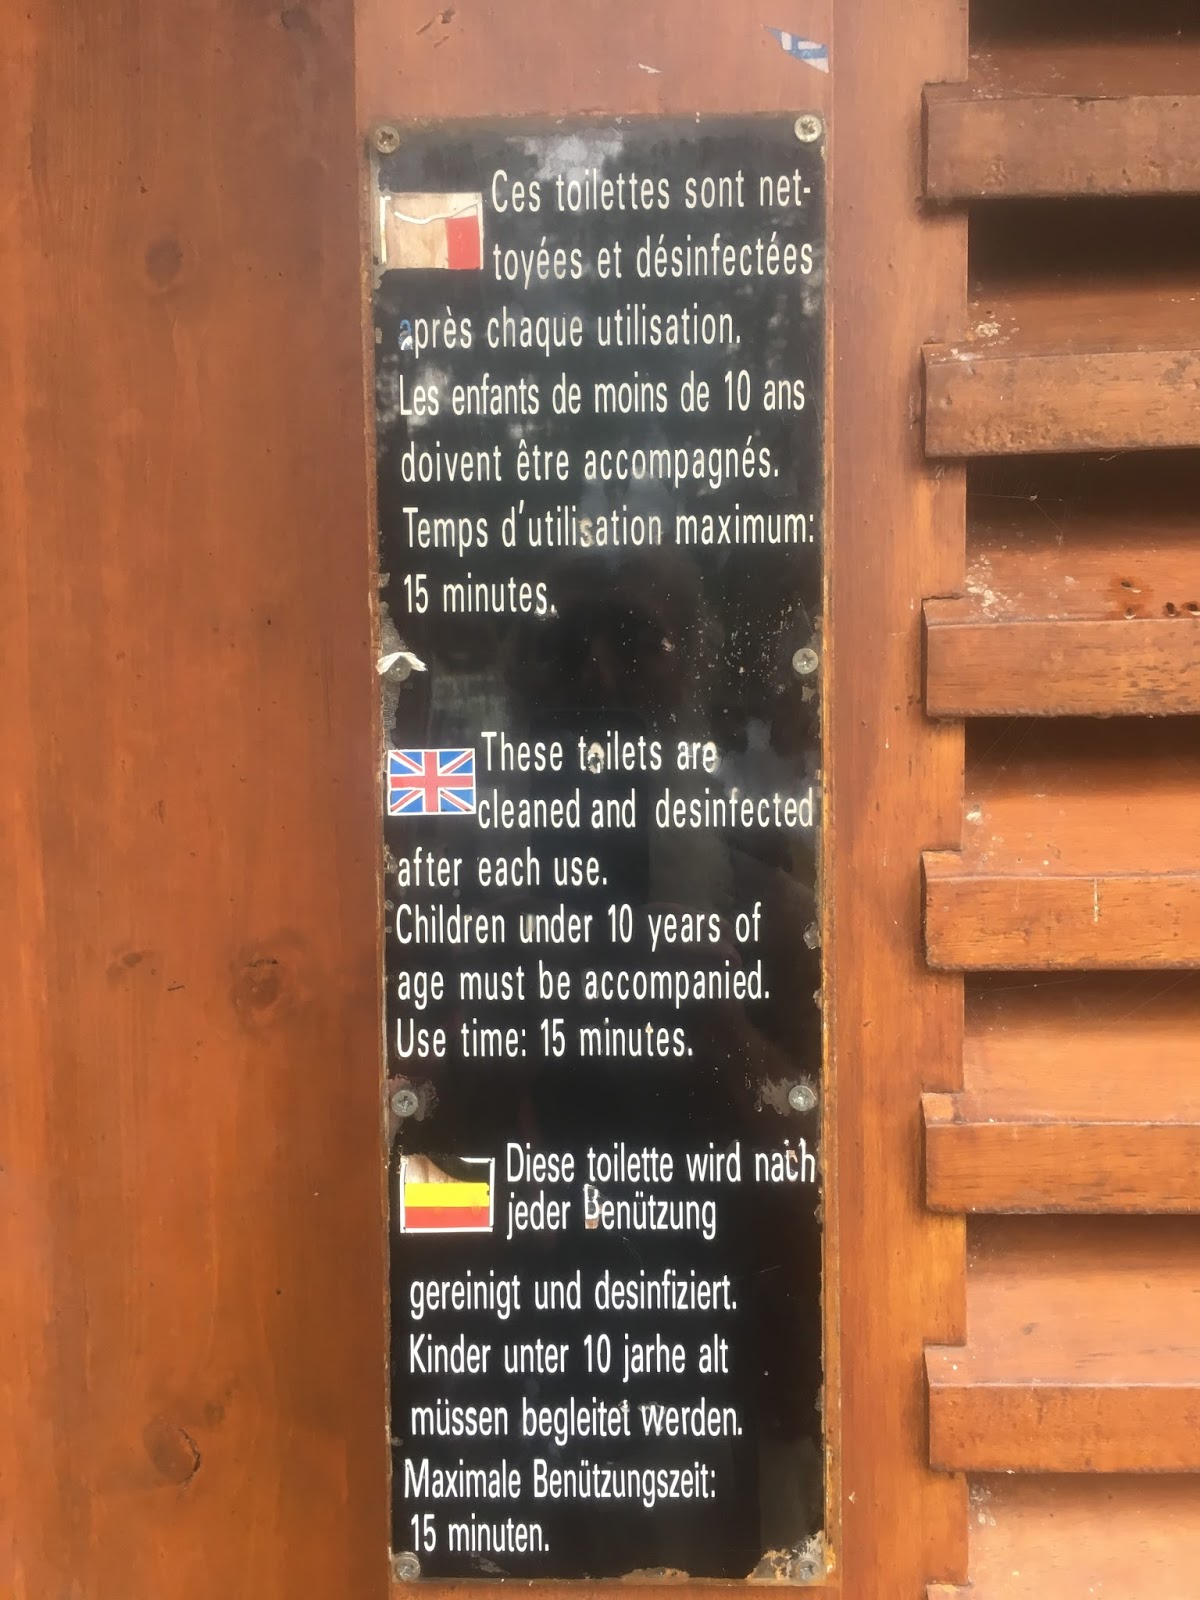 Ces toilettes sont net-
toyées et désinfectées
après chaque utilisation.
Les enfants de moins de 10 ans
doivent être accompagnés.
Temps d'utilisation maximum:
15 minutes.
These toilets are
cleaned and desinfected
after each use.
Children under 10 years of
age must be accompanied.
Use time: 15 minutes.
Diese toilette wird nach
jeder Benützung
gereinigt und desinfiziert.
Kinder unter 10 jarhe alt
müssen begleitet werden.
Maximale Benützungszeit:
15 minuten.